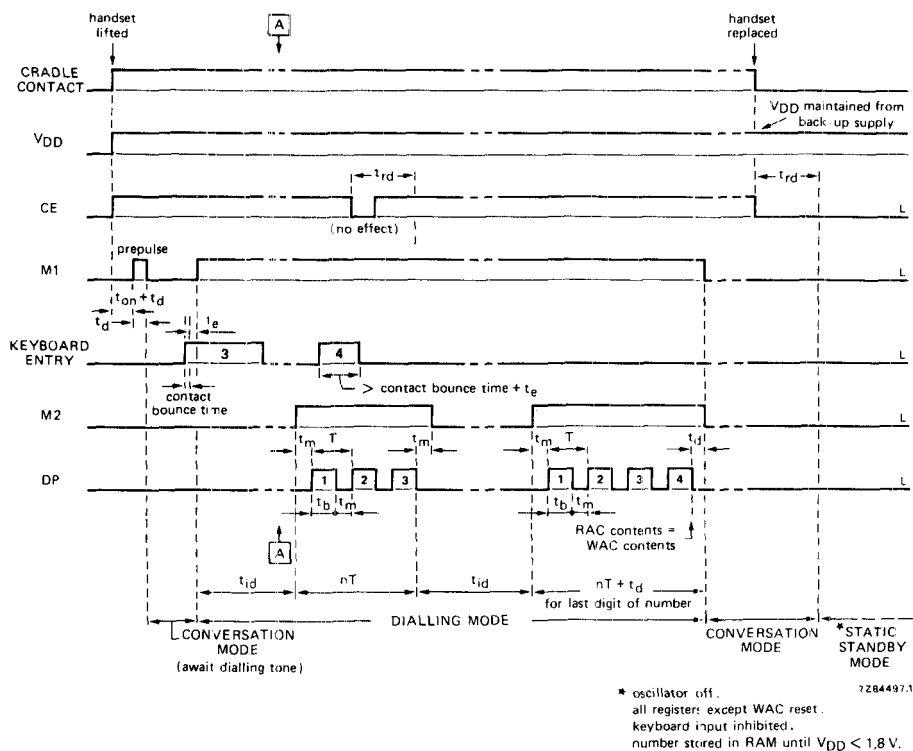 handset lifted
A
handset replaced
CRADLE CONTACT
VDD maintained from back-up supply
VDD
trd
trd
CE
L
(no effect)
prepulse
M1
L
ton + td
td
te
KEYBOARD ENTRY
3
4
L
> contact bounce time + te
contact bounce time
M2
L
tm T
tm
tm T
td
DP
1 2 3
1 2 3 4
L
tb tm
tb tm
RAC contents = WAC contents
A
tid
nT
tid
nT + td
for last digit of number
DIALLING MODE
CONVERSATION MODE
(await dialling tone)
CONVERSATION MODE
* STATIC STANDBY MODE
7Z84497.1
* oscillator off.
all registers except WAC reset.
keyboard input inhibited.
number stored in RAM until VDD < 1,8 V.